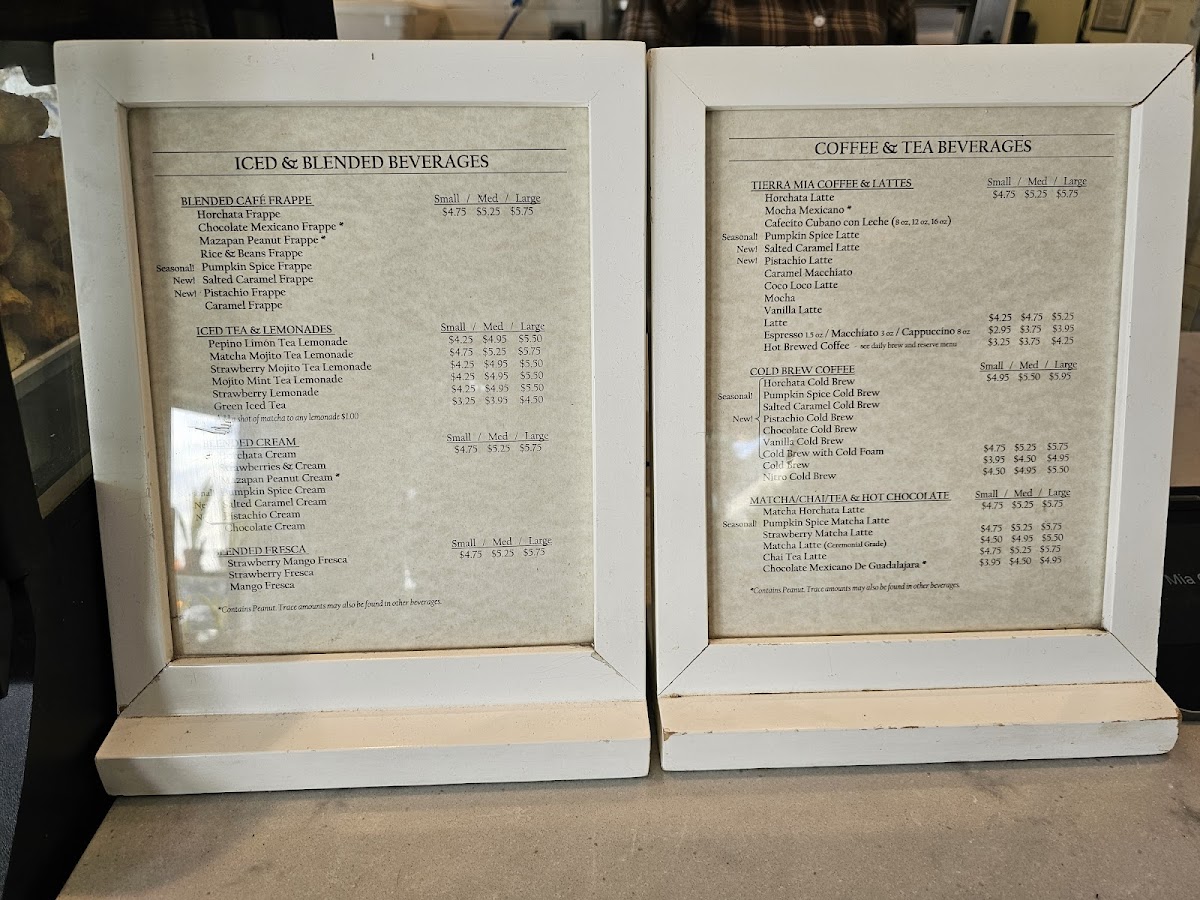 ICED & BLENDED BEVERAGES
BLENDED CAFÉ FRAPPE Small / Med / Large
Horchata Frappe $4.75 $5.25 $5.75
Chocolate Mexicano Frappe *
Mazapan Peanut Frappe *
Rice & Beans Frappe
Seasonal! Pumpkin Spice Frappe
New! Salted Caramel Frappe
New! Pistachio Frappe
Caramel Frappe
ICED TEA & LEMONADES Small / Med / Large
Pepino Limón Tea Lemonade $4.25 $4.95 $5.50
Matcha Mojito Tea Lemonade $4.75 $5.25 $5.75
Strawberry Mojito Tea Lemonade $4.25 $4.95 $5.50
Mojito Mint Tea Lemonade $4.25 $4.95 $5.50
Strawberry Lemonade $4.25 $4.95 $5.50
Green Iced Tea $3.25 $3.95 $4.50
shot of matcha to any lemonade $1.00
BLENDED CREAM Small / Med / Large
Horchata Cream $4.75 $5.25 $5.75
Strawberries & Cream
Mazapan Peanut Cream *
Pumpkin Spice Cream
Salted Caramel Cream
Pistachio Cream
Chocolate Cream
BLENDED FRESCA Small / Med / Large
Strawberry Mango Fresca $4.75 $5.25 $5.75
Strawberry Fresca
Mango Fresca
*Contains Peanut. Trace amounts may also be found in other beverages.
COFFEE & TEA BEVERAGES
TIERRA MIA COFFEE & LATTES Small / Med / Large
Horchata Latte $4.75 $5.25 $5.75
Mocha Mexicano *
Cafecito Cubano con Leche (8 oz, 12 oz, 16 oz)
Seasonal! Pumpkin Spice Latte
New! Salted Caramel Latte
New! Pistachio Latte
Caramel Macchiato
Coco Loco Latte
Mocha
Vanilla Latte
Latte $4.25 $4.75 $5.25
Espresso 1.5 oz / Macchiato 3 oz / Cappuccino 8 oz $2.95 $3.75 $3.95
Hot Brewed Coffee - see daily brew and reserve menu $3.25 $3.75 $4.25
COLD BREW COFFEE Small / Med / Large
Horchata Cold Brew $4.95 $5.50 $5.95
Seasonal! Pumpkin Spice Cold Brew
Salted Caramel Cold Brew
New! Pistachio Cold Brew
Chocolate Cold Brew
Vanilla Cold Brew
Cold Brew with Cold Foam $4.75 $5.25 $5.75
Cold Brew $3.95 $4.50 $4.95
Nitro Cold Brew $4.50 $4.95 $5.50
MATCHA/CHAI/TEA & HOT CHOCOLATE Small / Med / Large
Matcha Horchata Latte $4.75 $5.25 $5.75
Seasonal! Pumpkin Spice Matcha Latte
Strawberry Matcha Latte $4.75 $5.25 $5.75
Matcha Latte (Ceremonial Grade) $4.50 $4.95 $5.50
Chai Tea Latte $4.75 $5.25 $5.75
Chocolate Mexicano De Guadalajara * $3.95 $4.50 $4.95
*Contains Peanut. Trace amounts may also be found in other beverages.
Mia